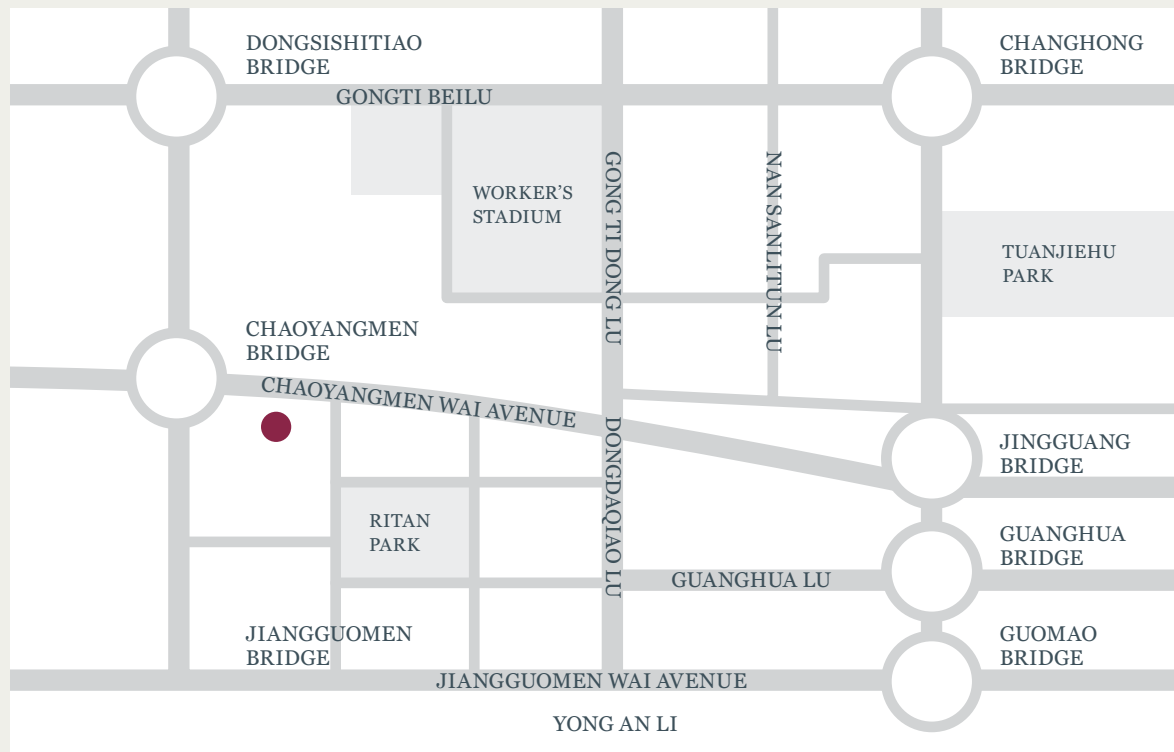 DONGSISHITIAO
BRIDGE
CHANGHONG
BRIDGE
GONGTI BEILU
WORKER'S
STADIUM
GONG TI DONG LU
NAN SANLITUN LU
TUANJIEHU
PARK
CHAOYANGMEN
BRIDGE
CHAOYANGMEN WAI AVENUE
DONGDAQIAO LU
JINGGUANG
BRIDGE
RITAN
PARK
GUANGHUA
BRIDGE
GUANGHUA LU
JIANGGUOMEN
BRIDGE
GUOMAO
BRIDGE
JIANGGUOMEN WAI AVENUE
YONG AN LI